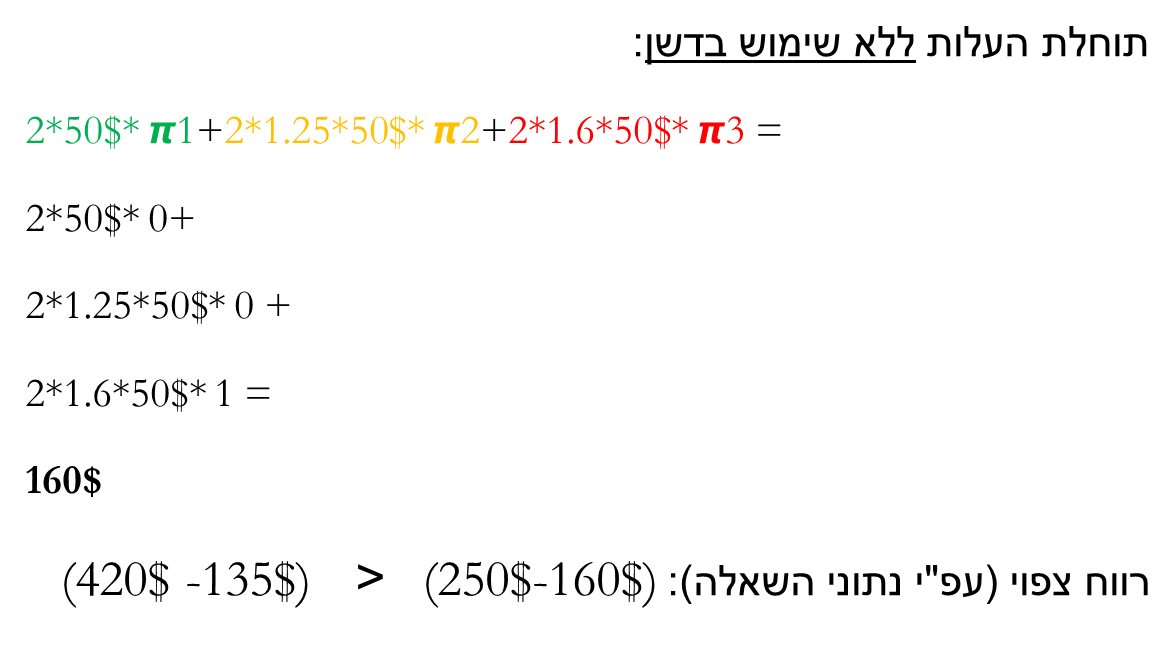 תוחלת העלות ללא שימוש בדשן:
2*50$* π1+2*1.25*50$* π2+2*1.6*50$* π3 =
2*50$* 0+
2*1.25*50$* 0 +
2*1.6*50$* 1 =
160$
רווח צפוי (עפ"י נתוני השאלה): (250$-160$) > (420$ -135$)